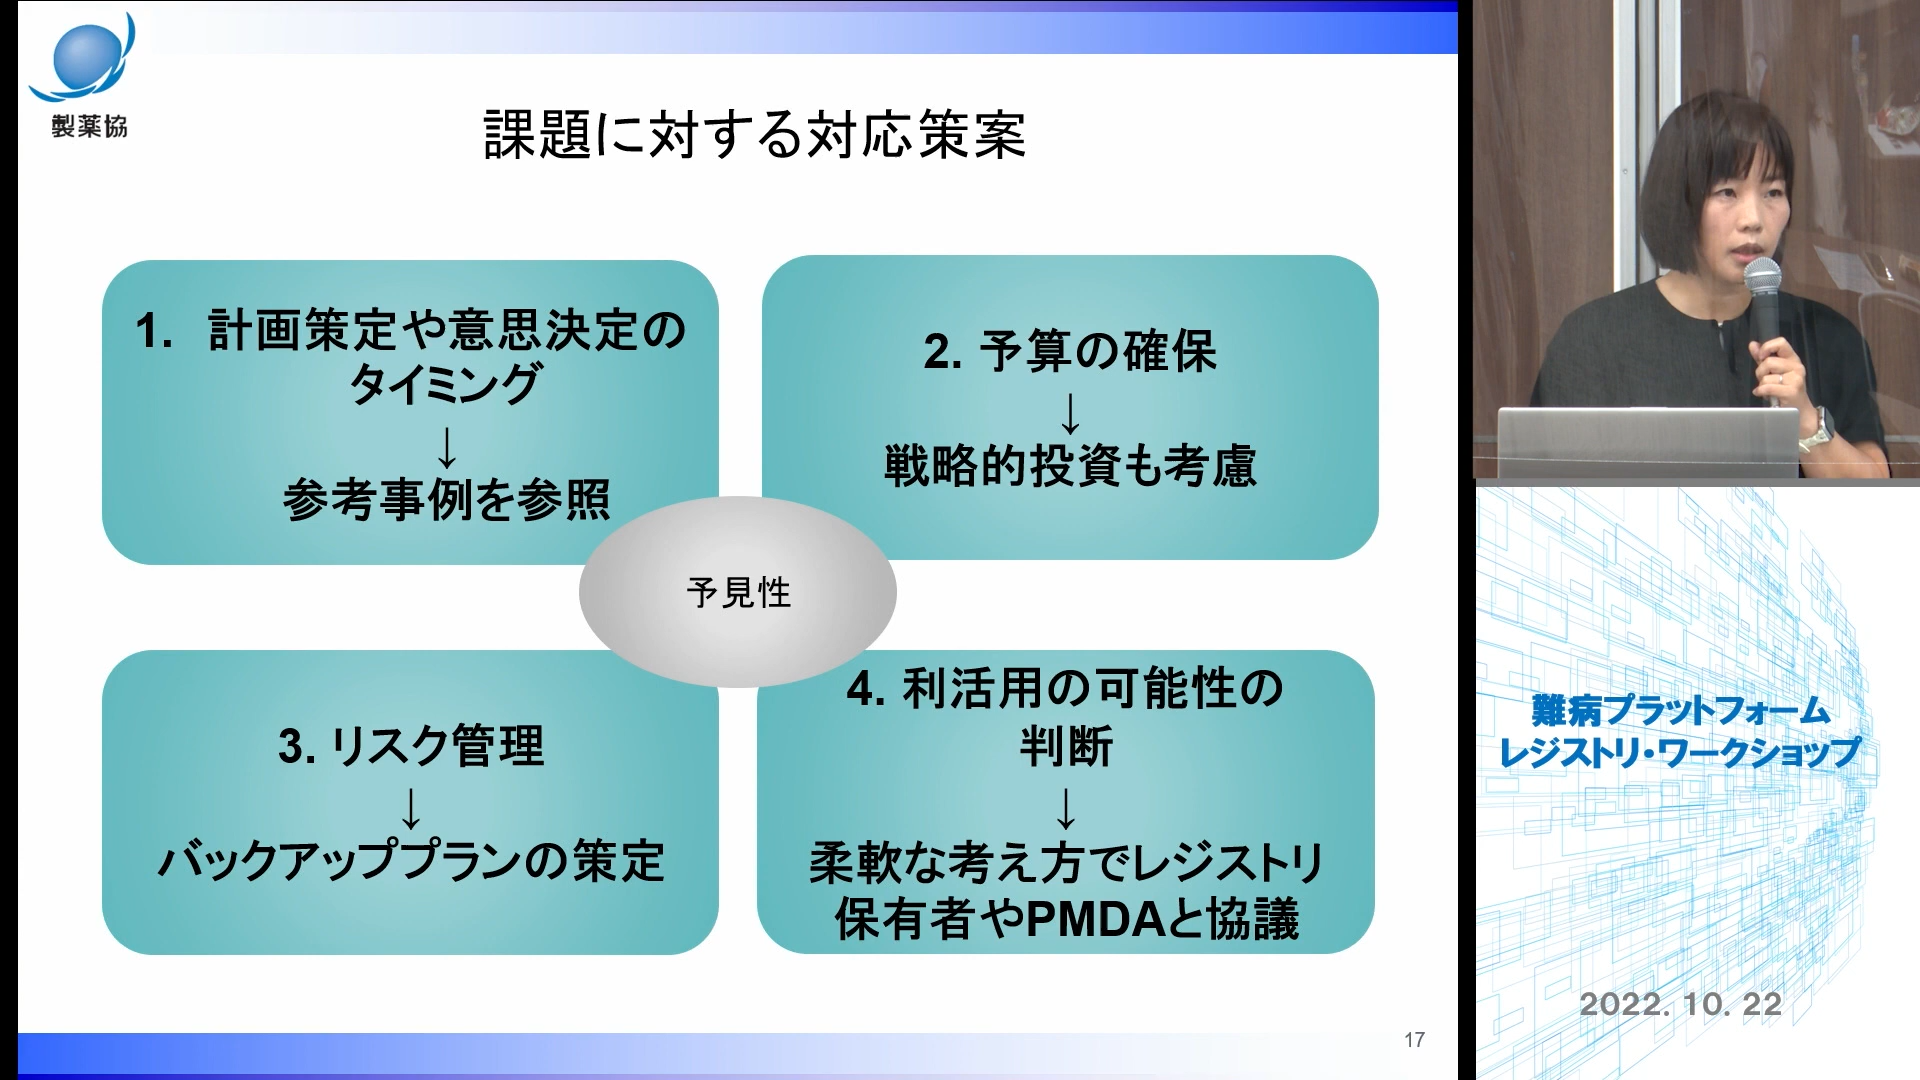 製薬協
課題に対する対応策案
1. 計画策定や意思決定の
タイミング
↓
参考事例を参照
2. 予算の確保
↓
戦略的投資も考慮
予見性
3. リスク管理
↓
バックアッププランの策定
4. 利活用の可能性の
判断
↓
柔軟な考え方でレジストリ
保有者やPMDAと協議
17
難病プラットフォーム
レジストリ・ワークショップ
2022. 10. 22